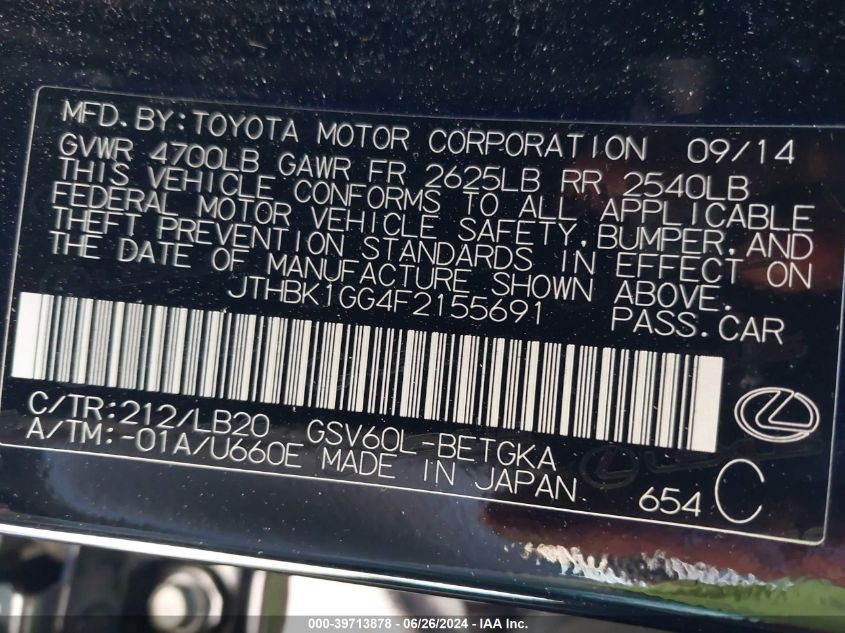 MFD.BY:TOYOTA MOTOR CORPORATION 09/14
GVWR 4700LB GAWR FR 2625LB RR 2540LB
THIS VEHICLE CONFORMS TO ALL APPLICABLE
FEDERAL MOTOR VEHICLE SAFETY,BUMPER,AND
THEFT PREVENTION STANDARDS IN EFFECT ON
THE DATE OF MANUFACTURE SHOWN ABOVE.
JTHBK1GG4F2155691 PASS.CAR
C/TR:212/LB20 GSV60L-BETGKA
A/TM:-01A/U660E MADE IN JAPAN
654 C
000-39713878 - 06/26/2024 - IAA, Inc.